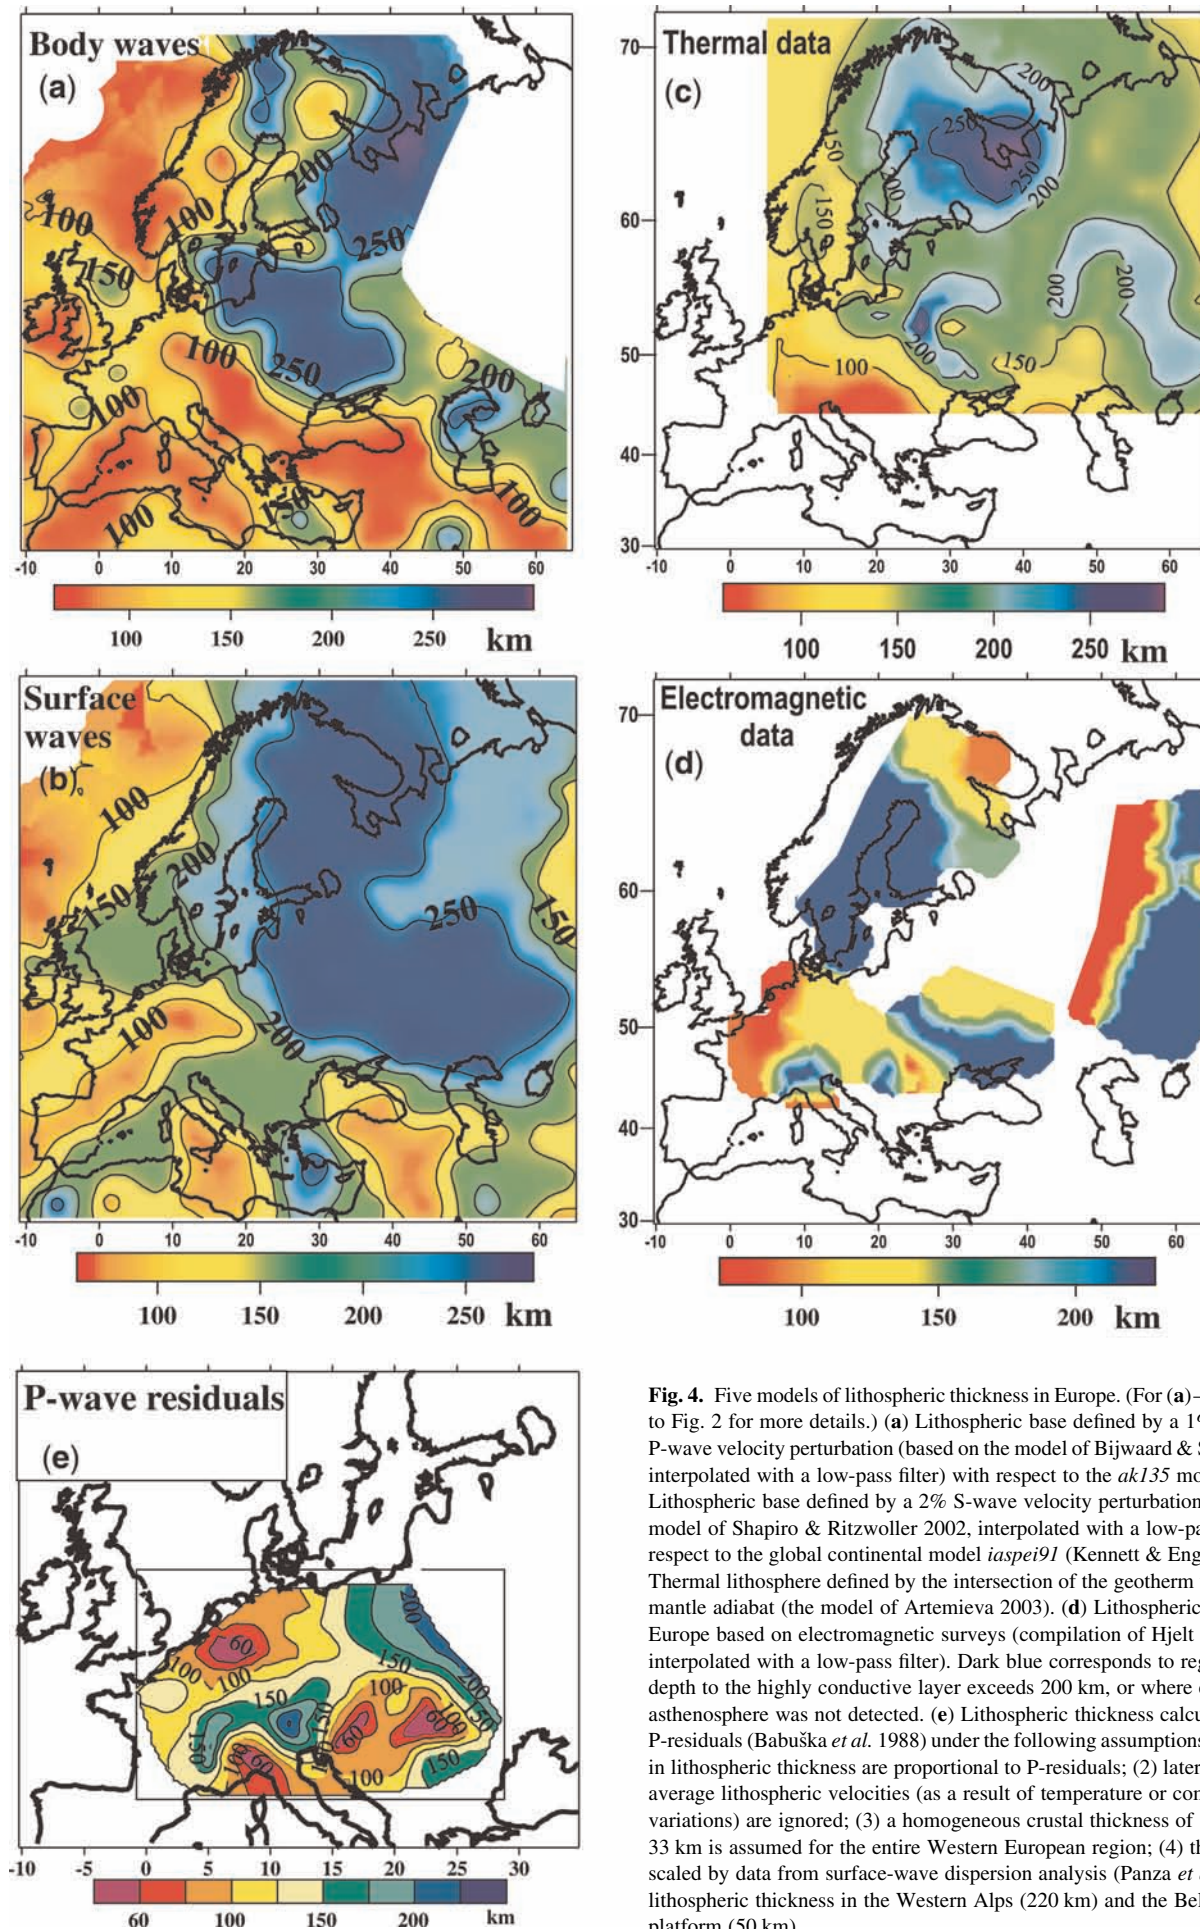 Body waves
(a)
100
150
100
200
250
100
250
200
100
150
100
100
-10 0 10 20 30 40 50 60
100 150 200 250 km
Thermal data
(c)
70
60
50
40
30
200
150
250
250
200
200
150
200
200
200
150
100
-10 0 10 20 30 40 50 60
100 150 200 250 km
Surface
waves
(b)
100
200
150
250
150
100
200
-10 0 10 20 30 40 50 60
100 150 200 250 km
Electromagnetic
data
(d)
70
60
50
40
30
-10 0 10 20 30 40 50 60
100 150 200 km
P-wave residuals
(e)
200
60
100
100
150
150
100
200
150
150
150
60
100
60
100
60
100
150
-10 -5 0 5 10 15 20 25 30
60 100 150 200 km
Fig. 4. Five models of lithospheric thickness in Europe. (For (a)–
to Fig. 2 for more details.) (a) Lithospheric base defined by a 1%
P-wave velocity perturbation (based on the model of Bijwaard & S
interpolated with a low-pass filter) with respect to the ak135 mo
Lithospheric base defined by a 2% S-wave velocity perturbation
model of Shapiro & Ritzwoller 2002, interpolated with a low-pa
respect to the global continental model iaspei91 (Kennett & Eng
Thermal lithosphere defined by the intersection of the geotherm
mantle adiabat (the model of Artemieva 2003). (d) Lithospheric
Europe based on electromagnetic surveys (compilation of Hjelt
interpolated with a low-pass filter). Dark blue corresponds to reg
depth to the highly conductive layer exceeds 200 km, or where
asthenosphere was not detected. (e) Lithospheric thickness calcu
P-residuals (Babuška et al. 1988) under the following assumptions
in lithospheric thickness are proportional to P-residuals; (2) later
average lithospheric velocities (as a result of temperature or con
variations) are ignored; (3) a homogeneous crustal thickness of
33 km is assumed for the entire Western European region; (4) th
scaled by data from surface-wave dispersion analysis (Panza et a
lithospheric thickness in the Western Alps (220 km) and the Bel
platform (50 km)